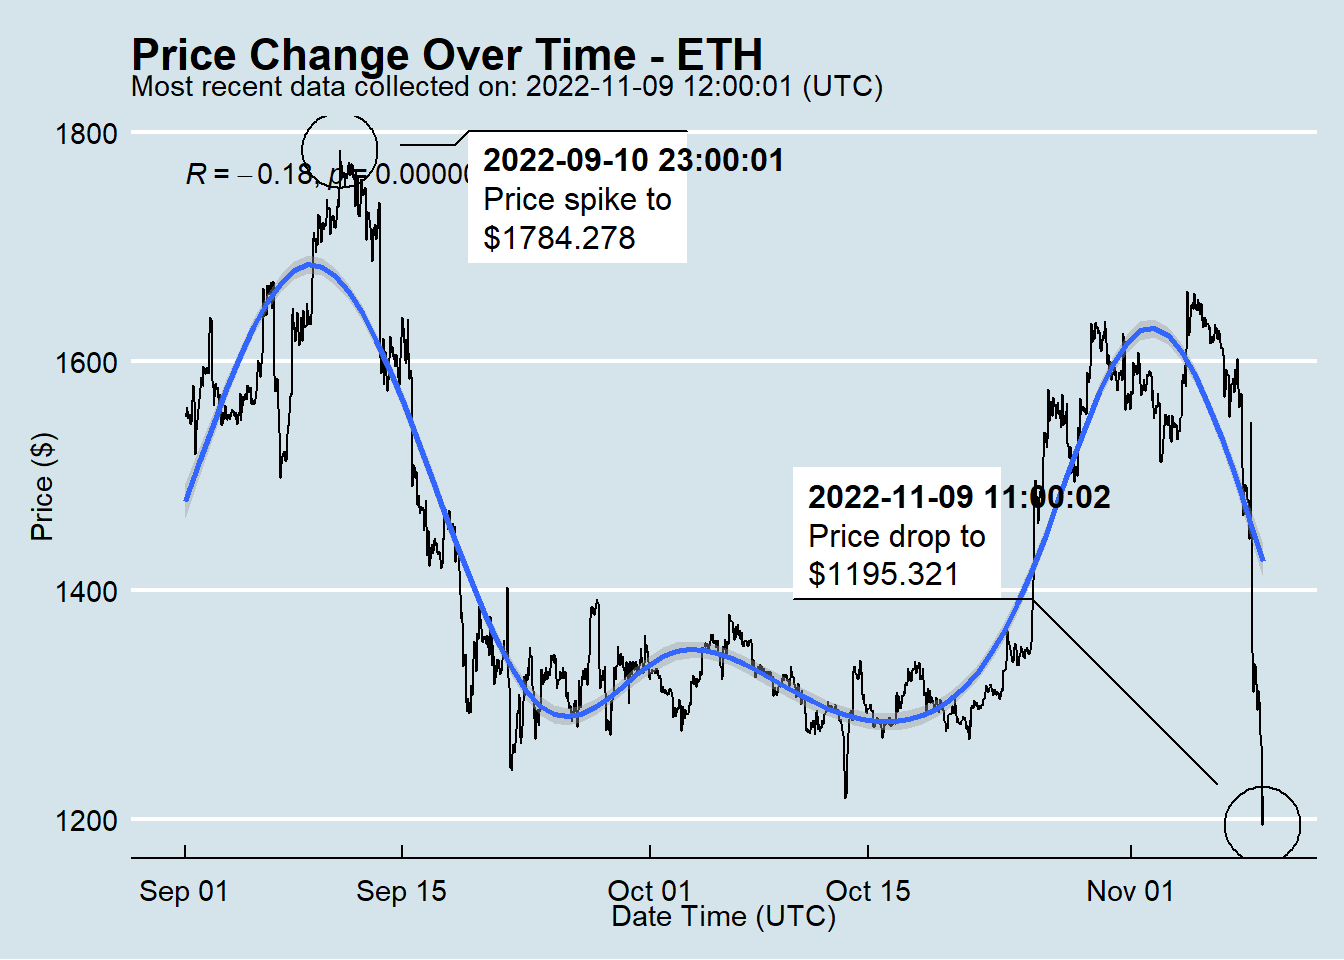 Price Change Over Time - ETH
Most recent data collected on: 2022-11-09 12:00:01 (UTC)
R = −0.18, p = 0.00000
2022-09-10 23:00:01
Price spike to
$1784.278
2022-11-09 11:00:02
Price drop to
$1195.321
Price ($)
1800
1600
1400
1200
Sep 01
Sep 15
Oct 01
Oct 15
Nov 01
Date Time (UTC)